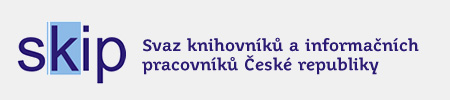 skip
Svaz knihovníků a informačních
pracovníků České republiky